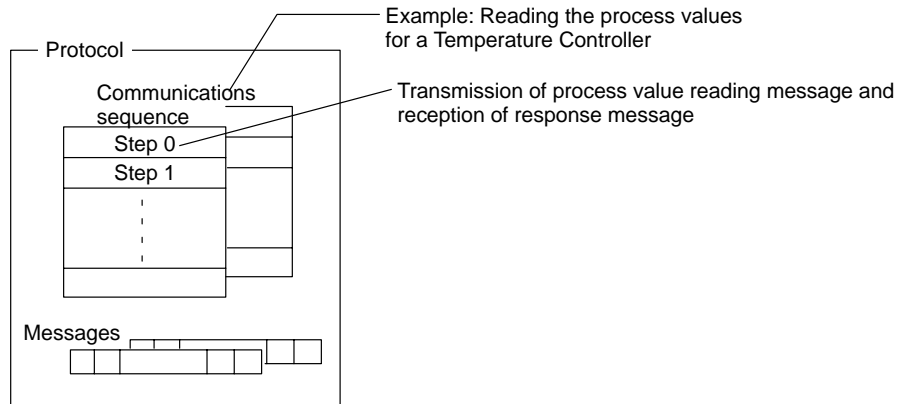 Example: Reading the process values
for a Temperature Controller
Protocol
Communications
sequence
Transmission of process value reading message and
reception of response message
Step 0
Step 1
Messages